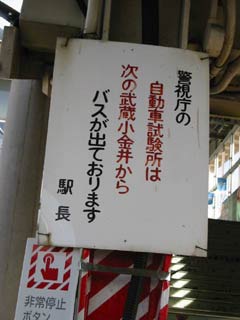 警視庁の
自動車試験所は
次の武蔵小金井から
バスが出ております
駅長
非常停止
ボタン